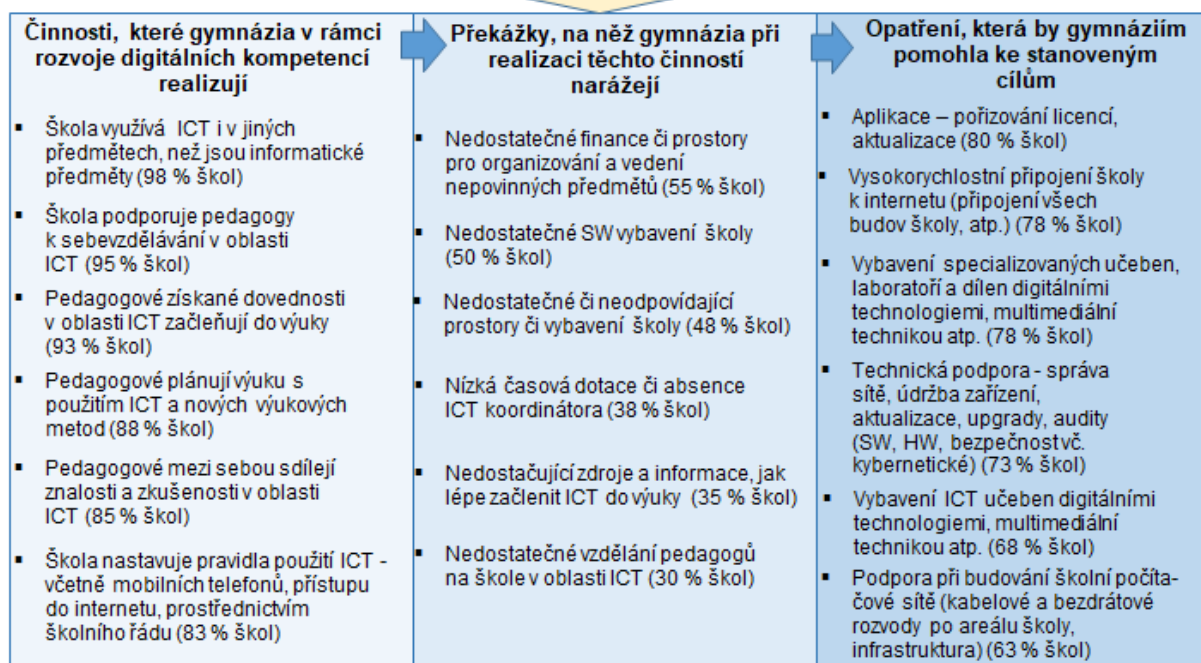 Činnosti, které gymnázia v rámci
rozvoje digitálních kompetencí
realizují
▪ Škola využívá ICT i v jiných
předmětech, než jsou informatické
předměty (98 % škol)
▪ Škola podporuje pedagogy
k sebevzdělávání v oblasti
ICT (95 % škol)
▪ Pedagogové získané dovednosti
v oblasti ICT začleňují do výuky
(93 % škol)
▪ Pedagogové plánují výuku s
použitím ICT a nových výukových
metod (88 % škol)
▪ Pedagogové mezi sebou sdílejí
znalosti a zkušenosti v oblasti
ICT (85 % škol)
▪ Škola nastavuje pravidla použití ICT -
včetně mobilních telefonů, přístupu
do internetu, prostřednictvím
školního řádu (83 % škol)
Překážky, na něž gymnázia při
realizaci těchto činností
narážejí
▪ Nedostatečné finance či prostory
pro organizování a vedení
nepovinných předmětů (55 % škol)
▪ Nedostatečné SW vybavení školy
(50 % škol)
▪ Nedostatečné či neodpovídající
prostory či vybavení školy (48 % škol)
▪ Nízká časová dotace či absence
ICT koordinátora (38 % škol)
▪ Nedostačující zdroje a informace, jak
lépe začlenit ICT do výuky (35 % škol)
▪ Nedostatečné vzdělání pedagogů
na škole v oblasti ICT (30 % škol)
Opatření, která by gymnáziím
pomohla ke stanoveným
cílům
▪ Aplikace – pořizování licencí,
aktualizace (80 % škol)
▪ Vysokorychlostní připojení školy
k internetu (připojení všech
budov školy, atp.) (78 % škol)
▪ Vybavení specializovaných učeben,
laboratoří a dílen digitálními
technologiemi, multimediální
technikou atp. (78 % škol)
▪ Technická podpora - správa
sítě, údržba zařízení,
aktualizace, upgrady, audity
(SW, HW, bezpečnost vč.
kybernetické) (73 % škol)
▪ Vybavení ICT učeben digitálními
technologiemi, multimediální
technikou atp. (68 % škol)
▪ Podpora při budování školní počíta-
čové sítě (kabelové a bezdrátové
rozvody po areálu školy,
infrastruktura) (63 % škol)